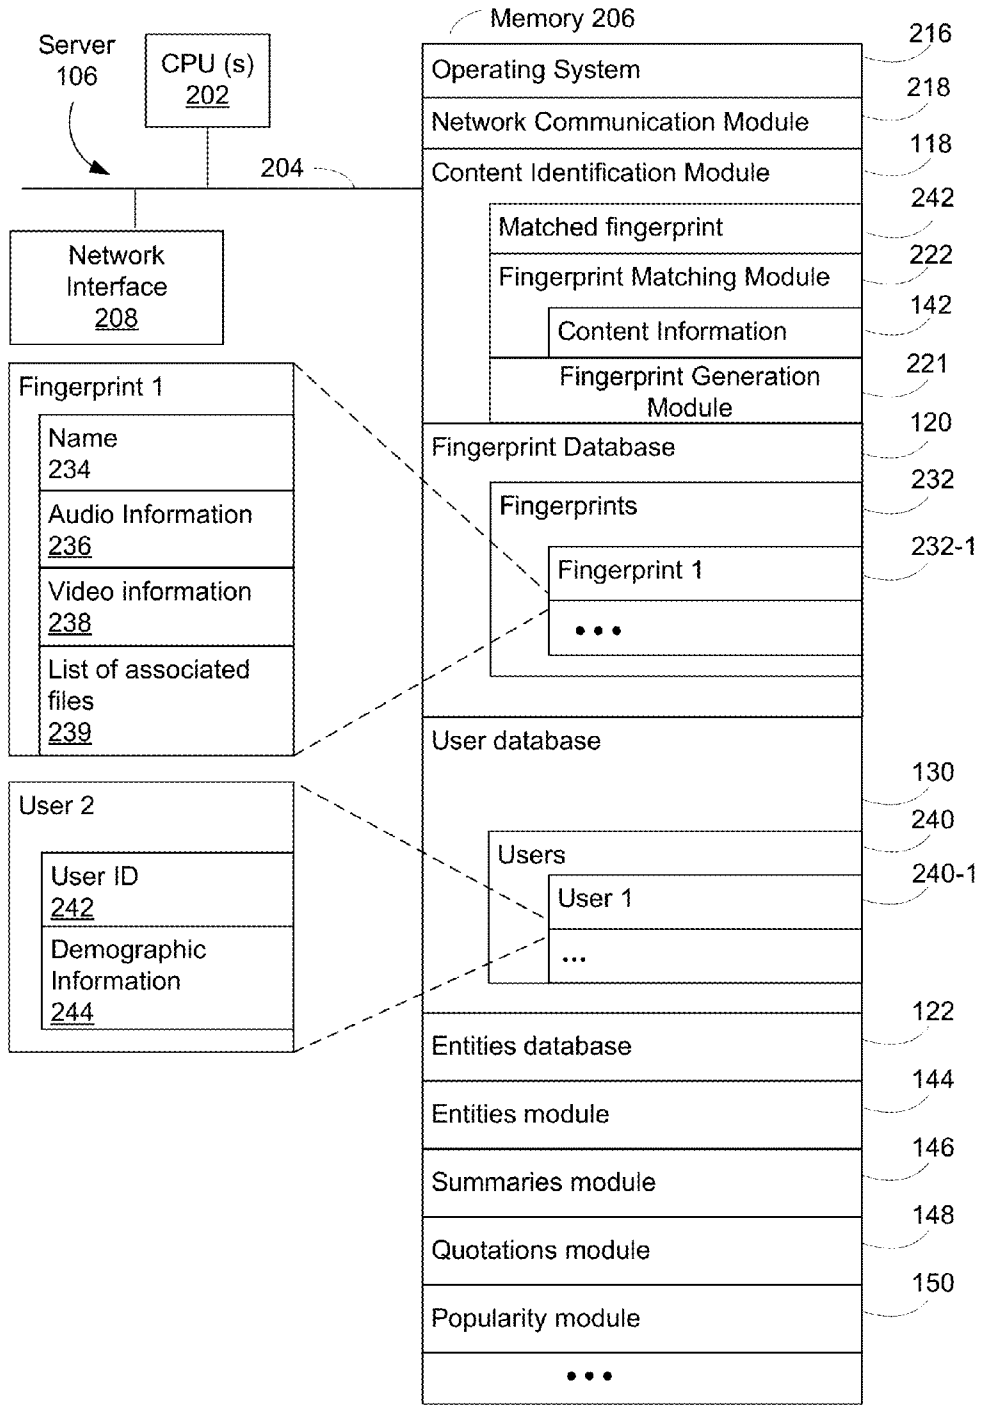 Memory 206
Server
106
CPU (s)
202
204
Network
Interface
208
Operating System
216
Network Communication Module
218
Content Identification Module
118
Matched fingerprint
242
Fingerprint Matching Module
222
Content Information
142
Fingerprint Generation
Module
221
Fingerprint Database
120
Fingerprints
232
Fingerprint 1
232-1
•••
Fingerprint 1
Name
234
Audio Information
236
Video information
238
List of associated
files
239
User database
130
Users
240
User 1
240-1
...
User 2
User ID
242
Demographic
Information
244
Entities database
122
Entities module
144
Summaries module
146
Quotations module
148
Popularity module
150
•••